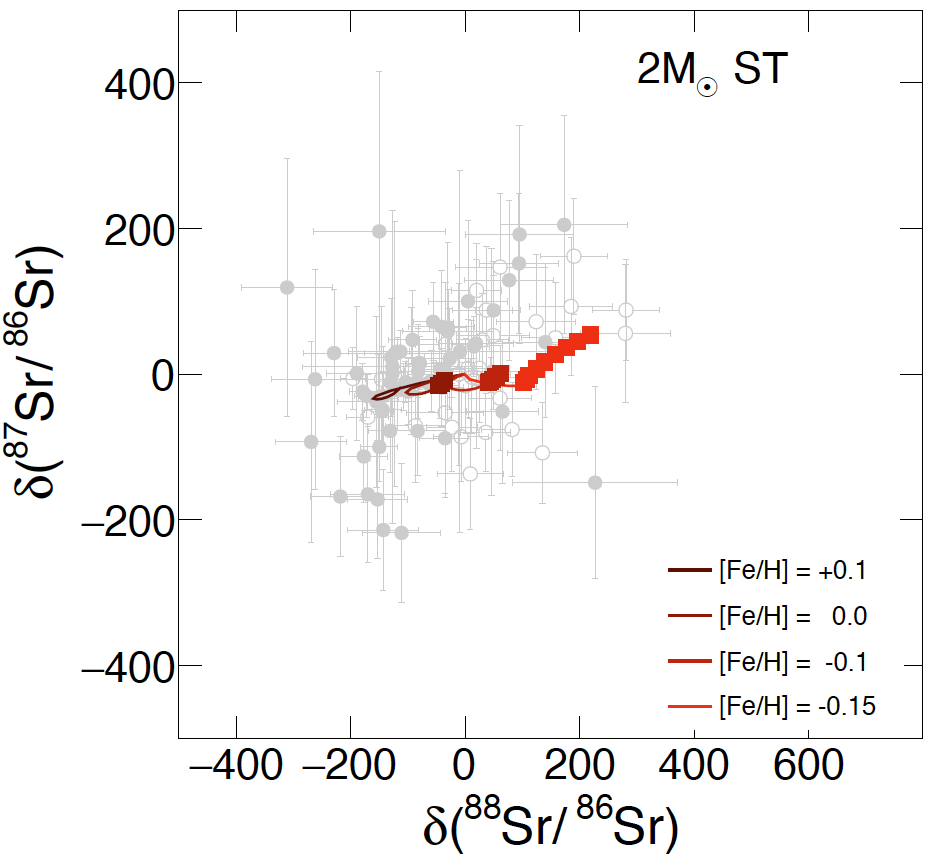 2M☉ ST
400
200
0
−200
−400
δ(87Sr/ 86Sr)
[Fe/H] = +0.1
[Fe/H] = 0.0
[Fe/H] = -0.1
[Fe/H] = -0.15
−400 −200 0 200 400 600
δ(88Sr/ 86Sr)